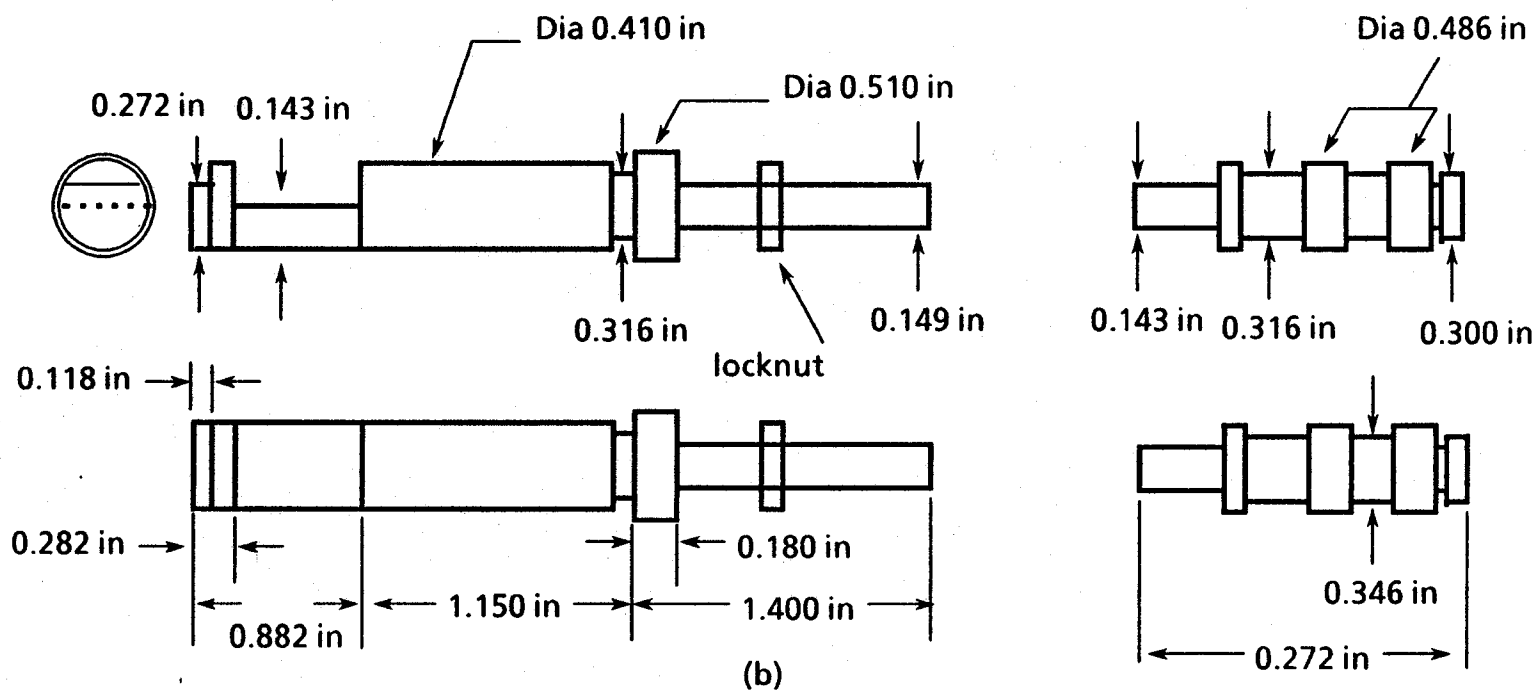 Dia 0.410 in
Dia 0.486 in
Dia 0.510 in
0.272 in
0.143 in
0.316 in
0.149 in
0.143 in
0.316 in
0.300 in
locknut
0.118 in
0.282 in
0.180 in
0.346 in
1.150 in
1.400 in
0.882 in
0.272 in
(b)